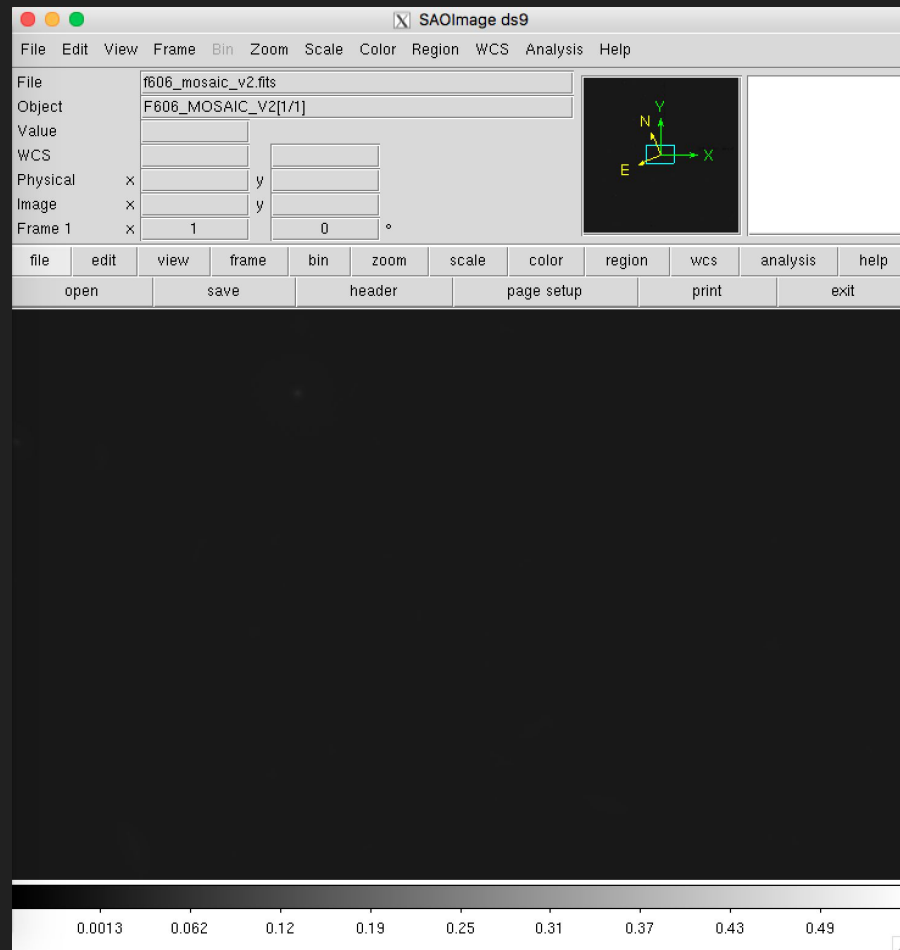 X SAOImage ds9
File Edit View Frame Bin Zoom Scale Color Region WCS Analysis Help
File f606_mosaic_v2.fits
Object F606_MOSAIC_V2[1/1]
Value
WCS
Physical x y
Image x y
Frame 1 x 1 0 °
Y
N
X
E
file edit view frame bin zoom scale color region wcs analysis help
open save header page setup print exit
0.0013 0.062 0.12 0.19 0.25 0.31 0.37 0.43 0.49